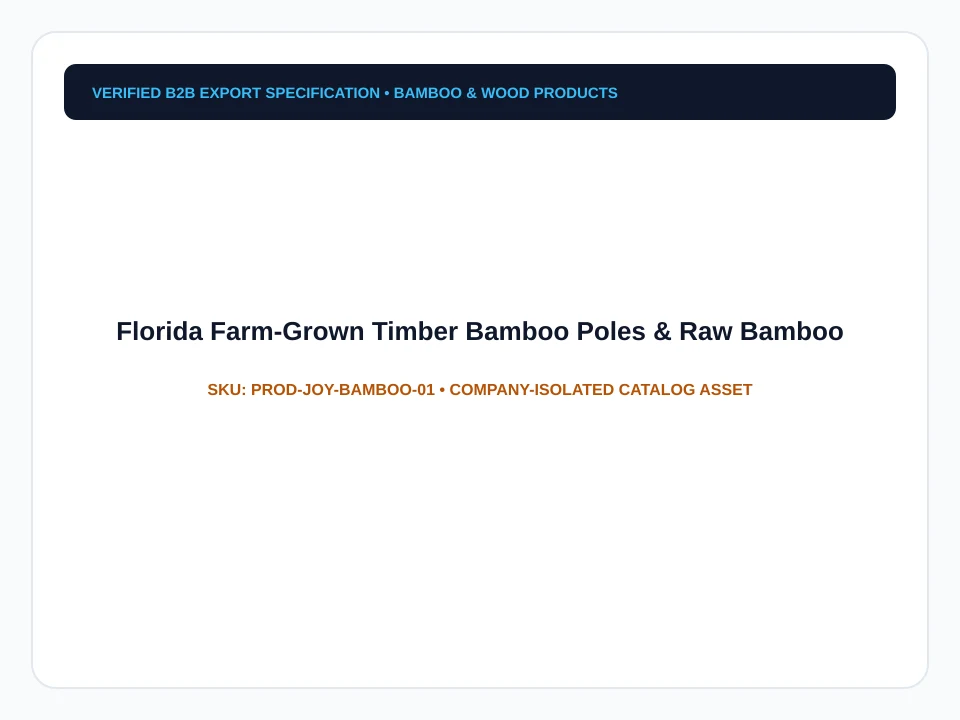 VERIFIED B2B EXPORT SPECIFICATION • BAMBOO & WOOD PRODUCTS
Florida Farm-Grown Timber Bamboo Poles & Raw Bamboo
SKU: PROD-JOY-BAMBOO-01 • COMPANY-ISOLATED CATALOG ASSET